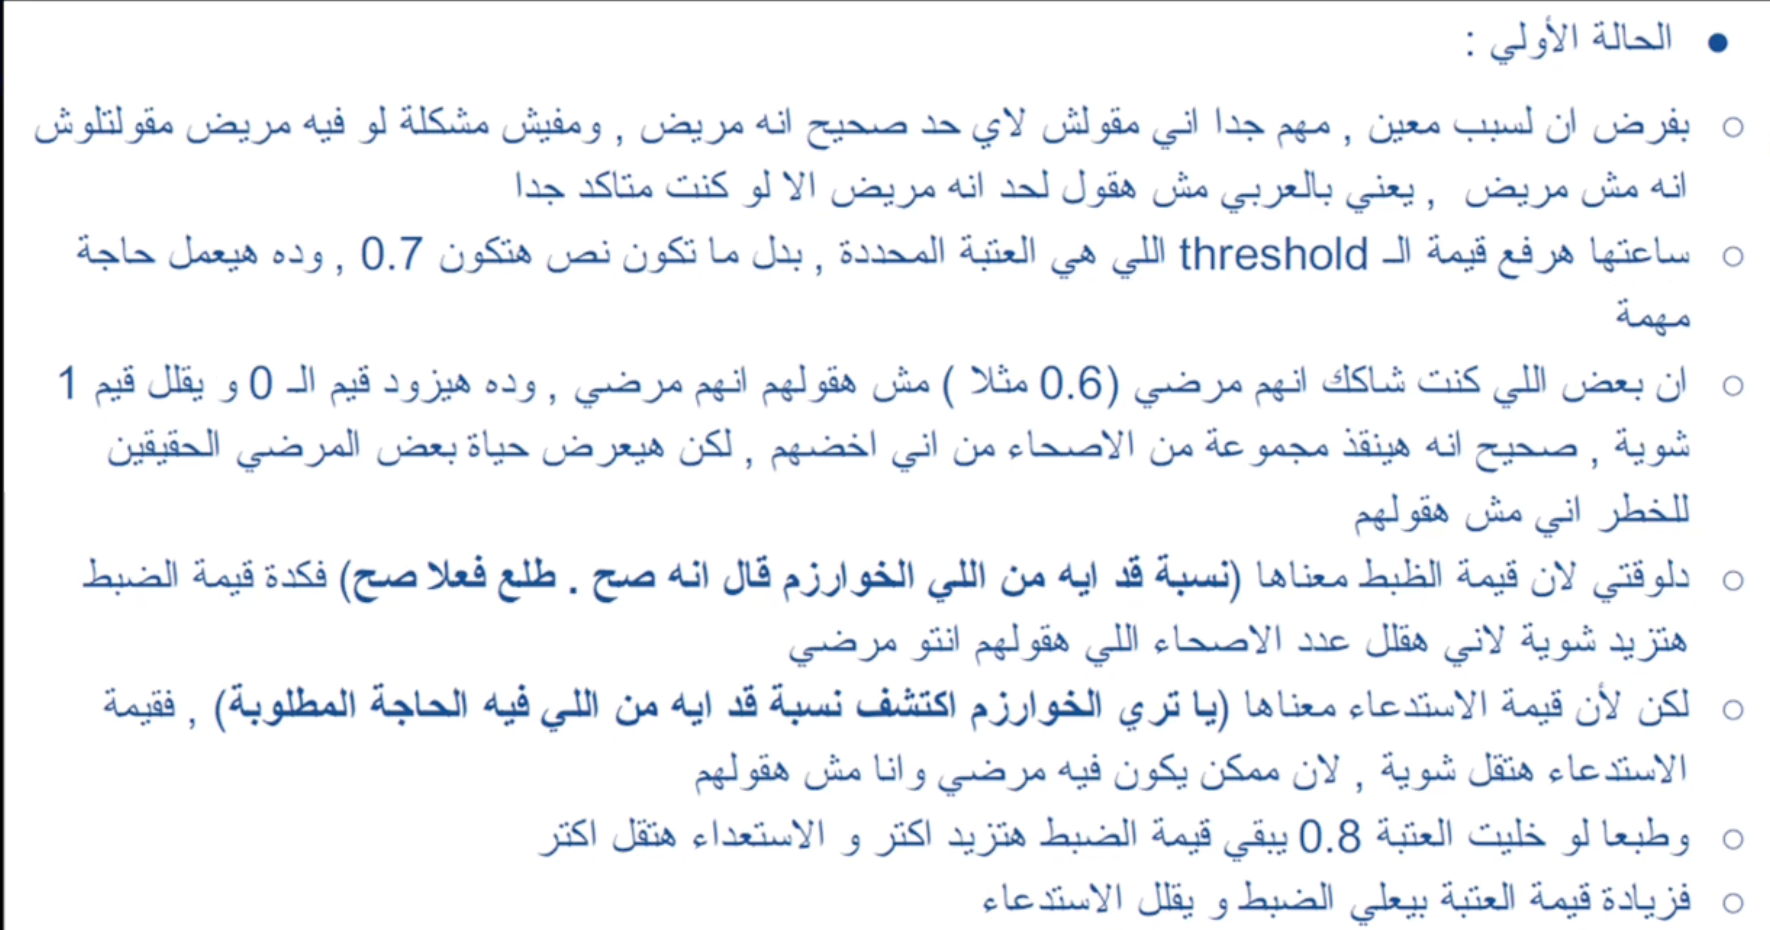 • الحالة الأولي :
○ بفرض ان لسبب معين , مهم جدا اني مقولش لاي حد صحيح انه مريض , ومفيش مشكلة لو فيه مريض مقولتلوش
انه مش مريض , يعني بالعربي مش هقول لحد انه مريض الا لو كنت متاكد جدا
○ ساعتها هرفع قيمة الـ threshold اللي هي العتبة المحددة , بدل ما تكون نص هتكون 0.7 , وده هيعمل حاجة
مهمة
○ ان بعض اللي كنت شاكك انهم مرضي (0.6 مثلا ) مش هقولهم انهم مرضي , وده هيزود قيم الـ 0 و يقلل قيم 1
شوية , صحيح انه هينقذ مجموعة من الاصحاء من اني اخضهم , لكن هيعرض حياة بعض المرضي الحقيقين
للخطر اني مش هقولهم
○ دلوقتي لان قيمة الظبط معناها (نسبة قد ايه من اللي الخوارزم قال انه صح . طلع فعلا صح) فكدة قيمة الضبط
هتزيد شوية لاني هقلل عدد الاصحاء اللي هقولهم انتو مرضي
○ لكن لأن قيمة الاستدعاء معناها (يا تري الخوارزم اكتشف نسبة قد ايه من اللي فيه الحاجة المطلوبة) , فقيمة
الاستدعاء هتقل شوية , لان ممكن يكون فيه مرضي وانا مش هقولهم
○ وطبعا لو خليت العتبة 0.8 يبقي قيمة الضبط هتزيد اكتر و الاستعداء هتقل اكتر
○ فزيادة قيمة العتبة بيعلي الضبط و يقلل الاستدعاء